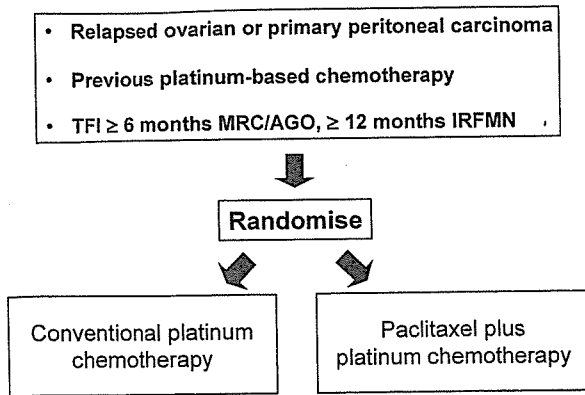 • Relapsed ovarian or primary peritoneal carcinoma
• Previous platinum-based chemotherapy
• TFI ≥ 6 months MRC/AGO, ≥ 12 months IRFMN
Randomise
Conventional platinum
chemotherapy
Paclitaxel plus
platinum chemotherapy